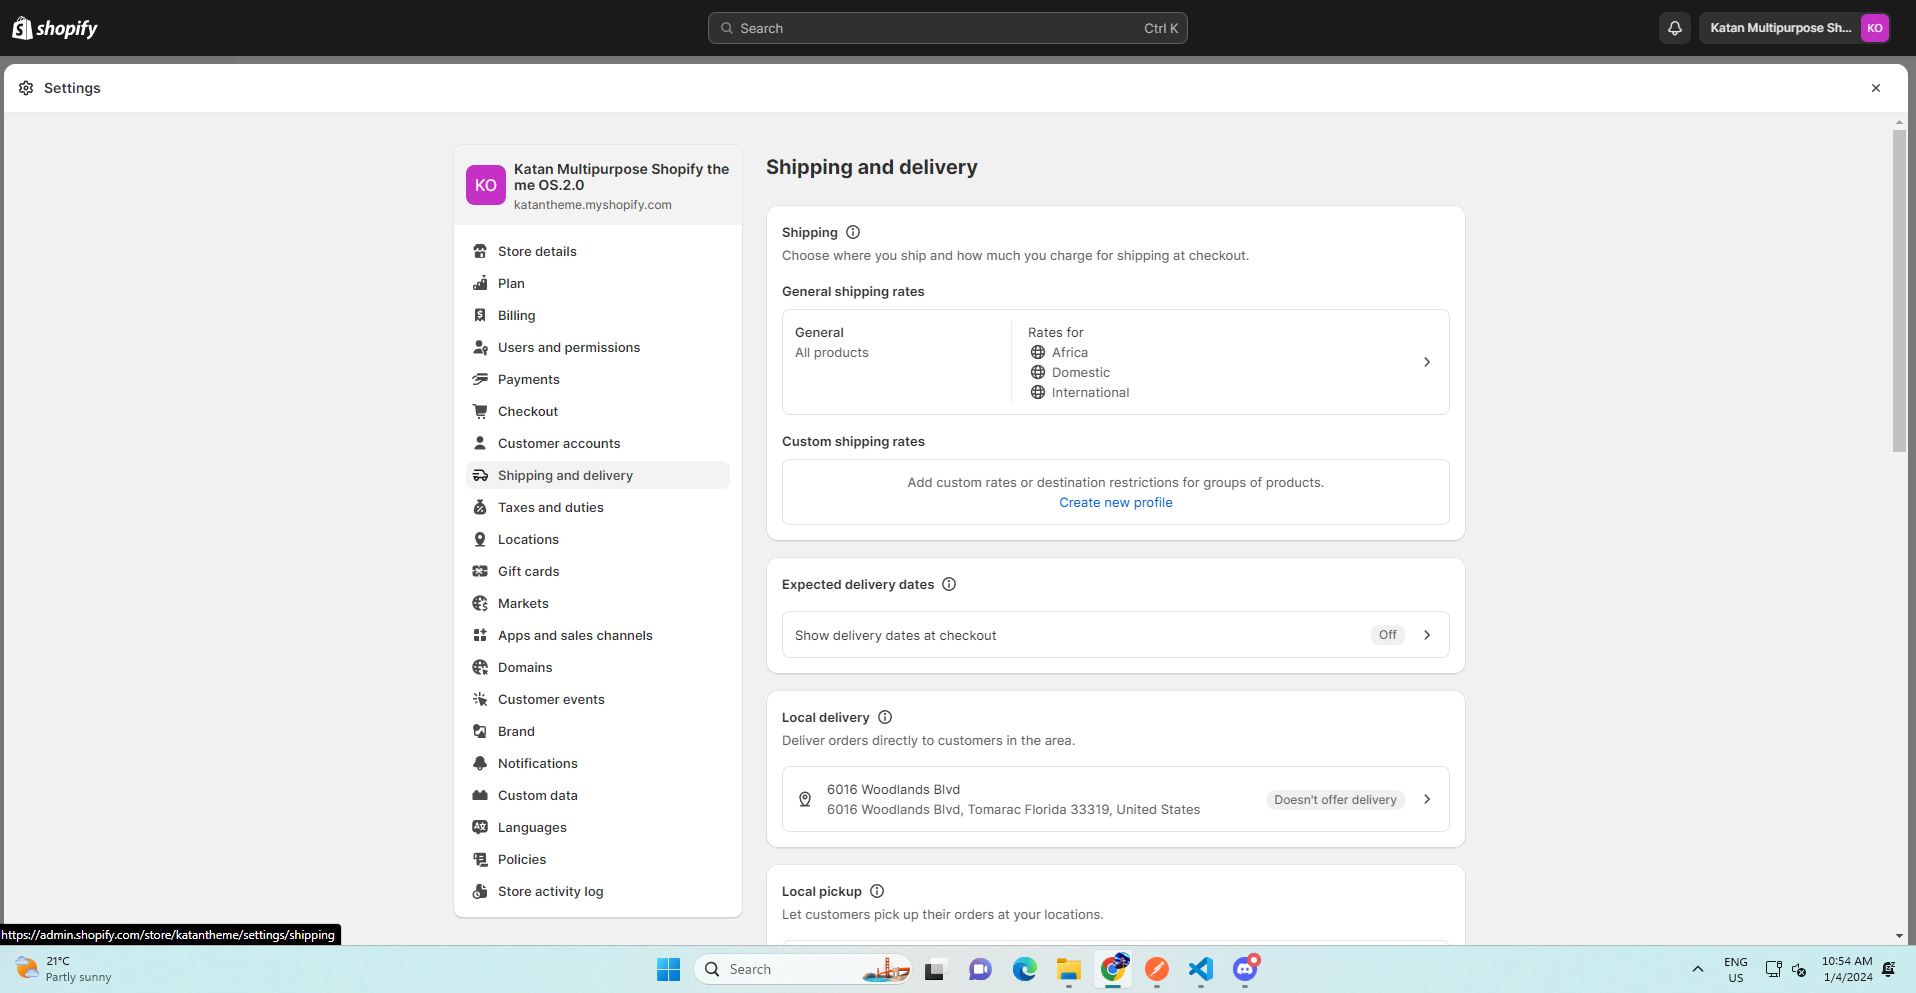 shopify
Search
Ctrl K
Katan Multipurpose Sh...
KO
Settings
KO
Katan Multipurpose Shopify the
me OS.2.0
katantheme.myshopify.com
Store details
Plan
Billing
Users and permissions
Payments
Checkout
Customer accounts
Shipping and delivery
Taxes and duties
Locations
Gift cards
Markets
Apps and sales channels
Domains
Customer events
Brand
Notifications
Custom data
Languages
Policies
Store activity log
Shipping and delivery
Shipping
Choose where you ship and how much you charge for shipping at checkout.
General shipping rates
General
All products
Rates for
Africa
Domestic
International
Custom shipping rates
Add custom rates or destination restrictions for groups of products.
Create new profile
Expected delivery dates
Show delivery dates at checkout
Off
Local delivery
Deliver orders directly to customers in the area.
6016 Woodlands Blvd
6016 Woodlands Blvd, Tomarac Florida 33319, United States
Doesn't offer delivery
Local pickup
Let customers pick up their orders at your locations.
https://admin.shopify.com/store/katantheme/settings/shipping
21°C
Partly sunny
Search
ENG
US
10:54 AM
1/4/2024